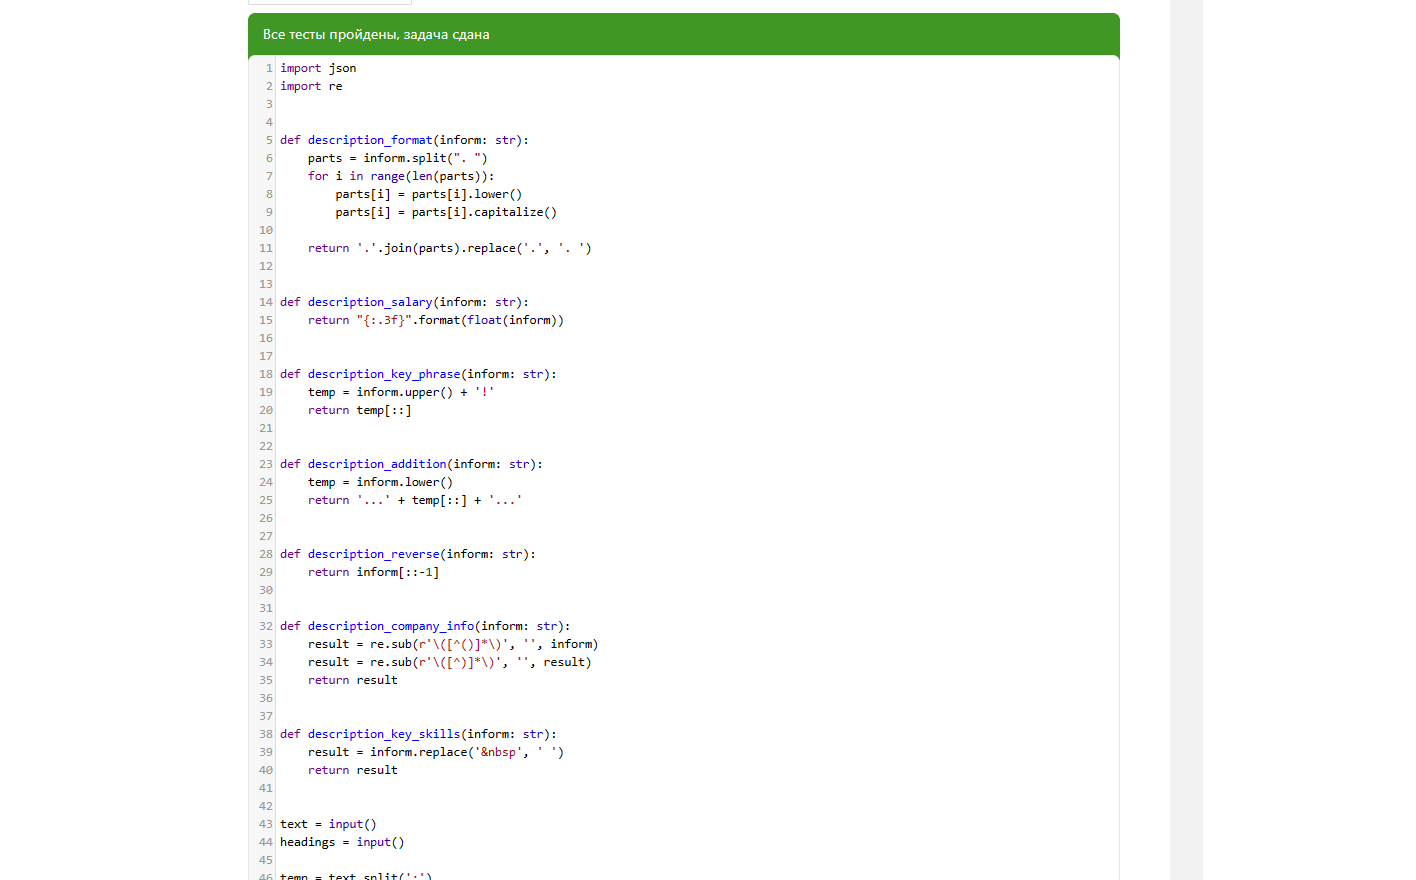 Все тесты пройдены, задача сдана
1 import json
2 import re
3
4
5 def description_format(inform: str):
6     parts = inform.split(". ")
7     for i in range(len(parts)):
8         parts[i] = parts[i].lower()
9         parts[i] = parts[i].capitalize()
10
11     return '.'.join(parts).replace('.', '. ')
12
13
14 def description_salary(inform: str):
15     return "{:.3f}".format(float(inform))
16
17
18 def description_key_phrase(inform: str):
19     temp = inform.upper() + '!'
20     return temp[::]
21
22
23 def description_addition(inform: str):
24     temp = inform.lower()
25     return '...' + temp[::] + '...'
26
27
28 def description_reverse(inform: str):
29     return inform[::-1]
30
31
32 def description_company_info(inform: str):
33     result = re.sub(r'\([^()]*\)', '', inform)
34     result = re.sub(r'\([^)]*\)', '', result)
35     return result
36
37
38 def description_key_skills(inform: str):
39     result = inform.replace('&nbsp', ' ')
40     return result
41
42
43 text = input()
44 headings = input()
45
46 temp = text.split(';')